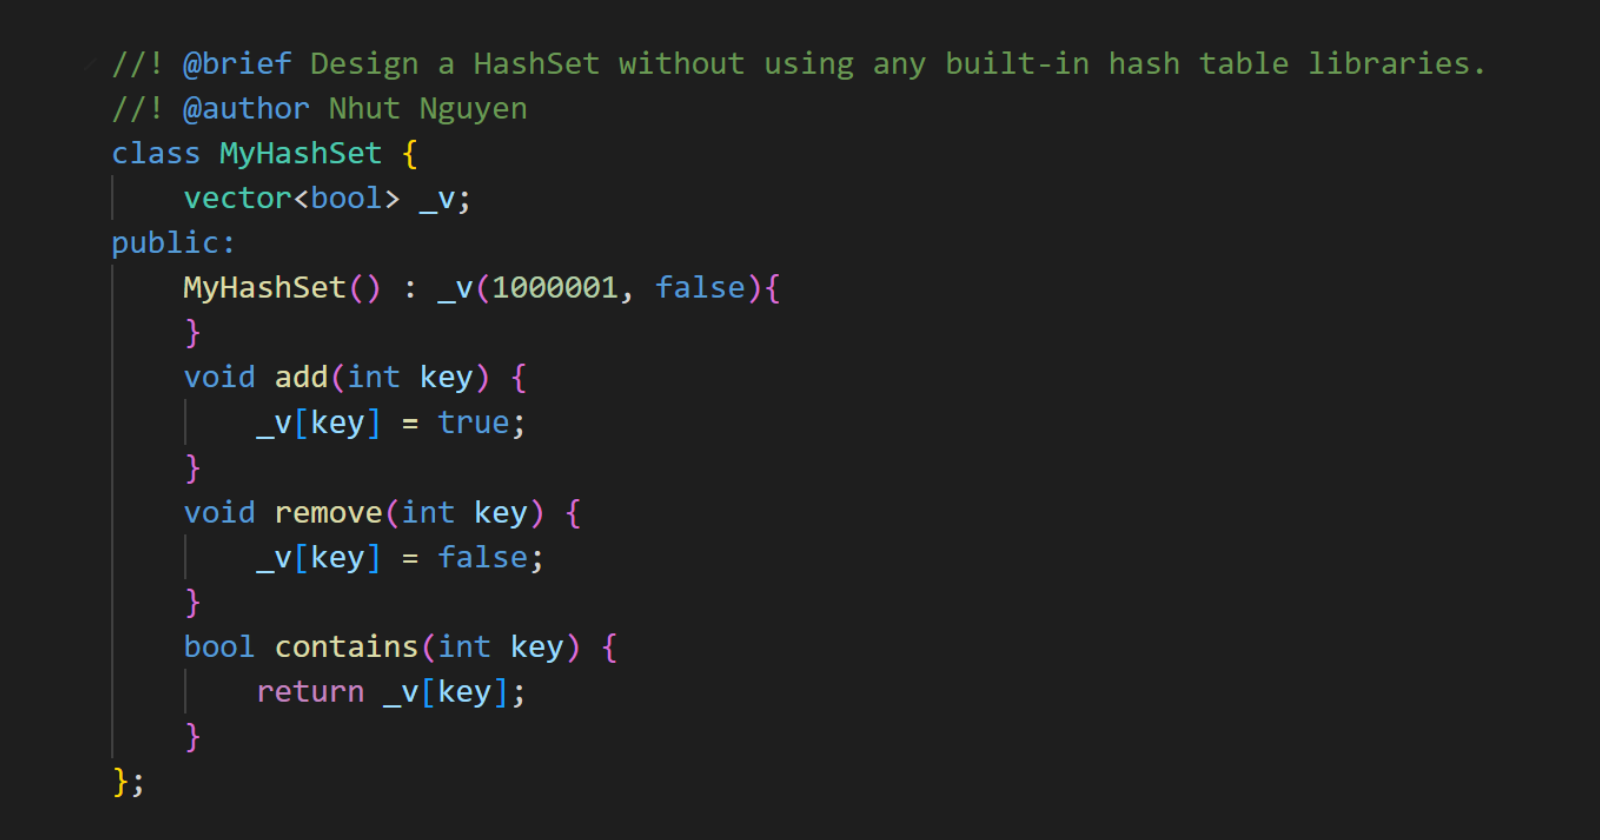 //! @brief Design a HashSet without using any built-in hash table libraries.
//! @author Nhut Nguyen
class MyHashSet {
    vector<bool> _v;
public:
    MyHashSet() : _v(1000001, false){
    }
    void add(int key) {
        _v[key] = true;
    }
    void remove(int key) {
        _v[key] = false;
    }
    bool contains(int key) {
        return _v[key];
    }
};